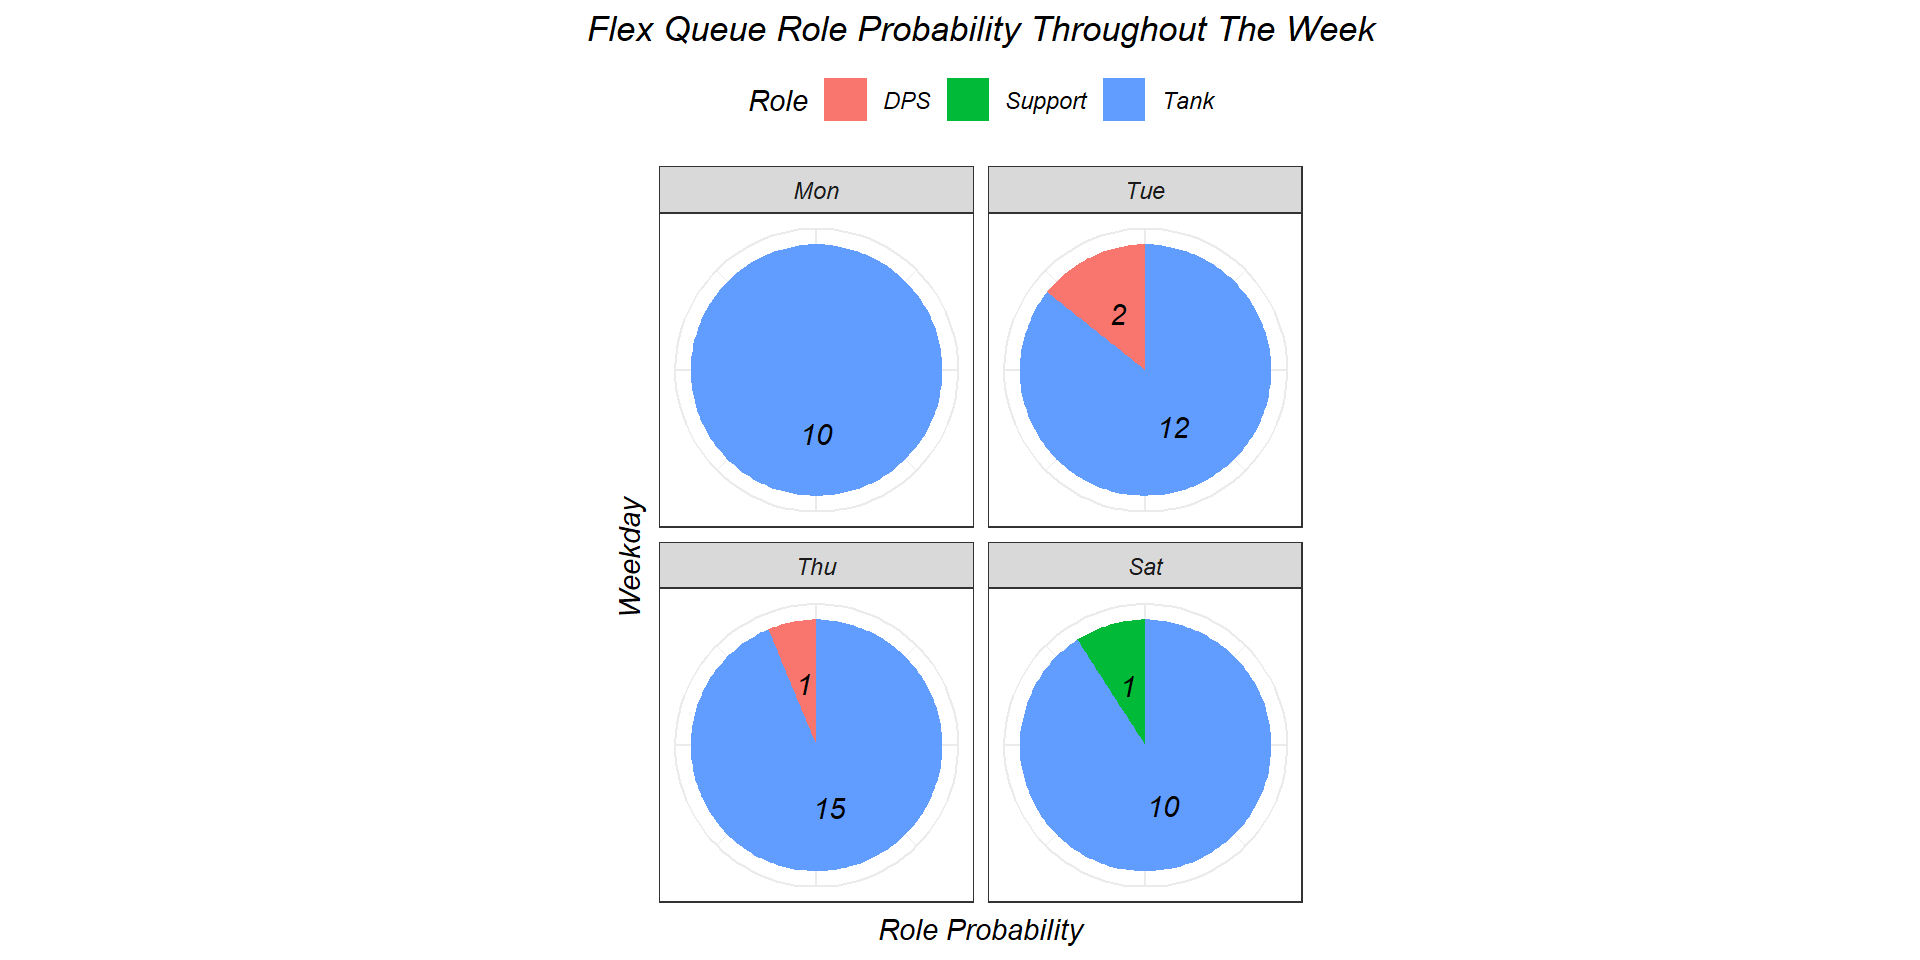 Flex Queue Role Probability Throughout The Week
Role DPS Support Tank
Mon
10
Tue
2
12
Weekday
Thu
1
15
Sat
1
10
Role Probability